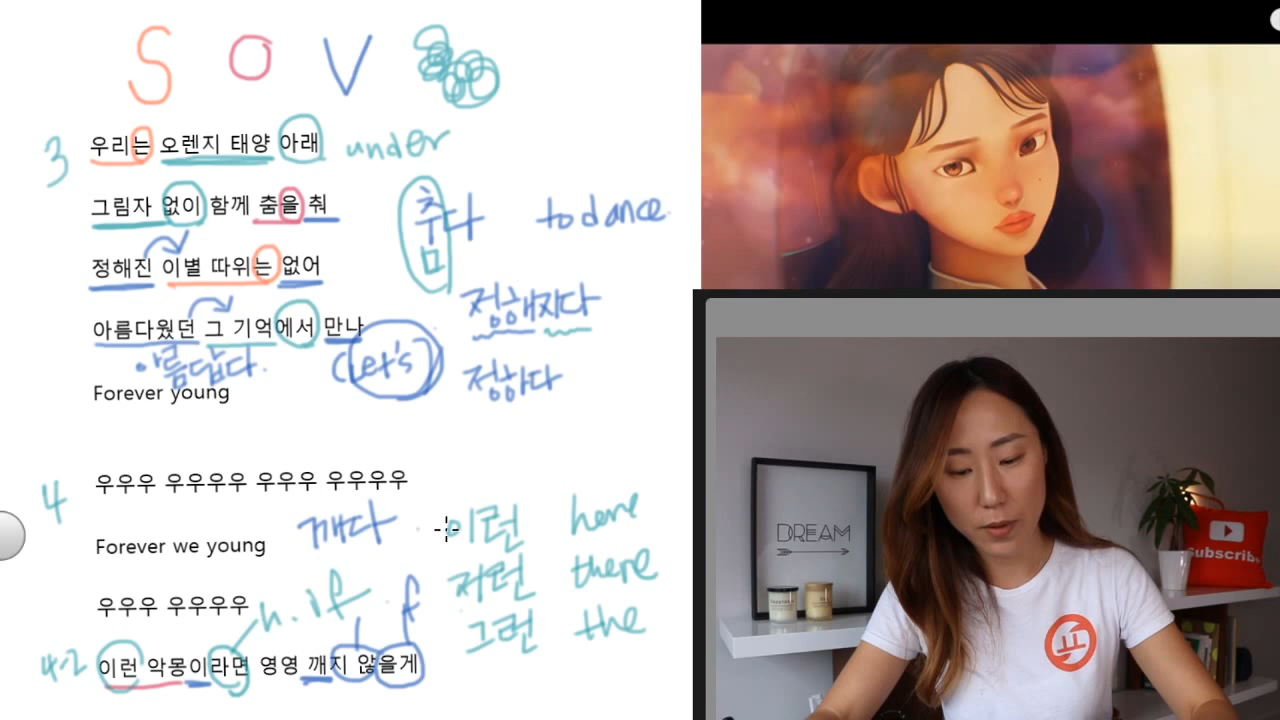 S O V
3 우리는 오렌지 태양 아래 under
그림자 없이 함께 춤을 춰
추다 to dance
ㅁ
정해진 이별 따위는 없어
정해지다
아름다웠던 그 기억에서 만나
(Let's)
아름답다.
정하다
Forever young
4 우우우 우우우우 우우우 우우우우
깨다
Forever we young
이런 here
저런 there
그런 the
우우우 우우우우
n. if f
4-2 이런 악몽이라면 영영 깨지 않을게
DREAM
Subscribe